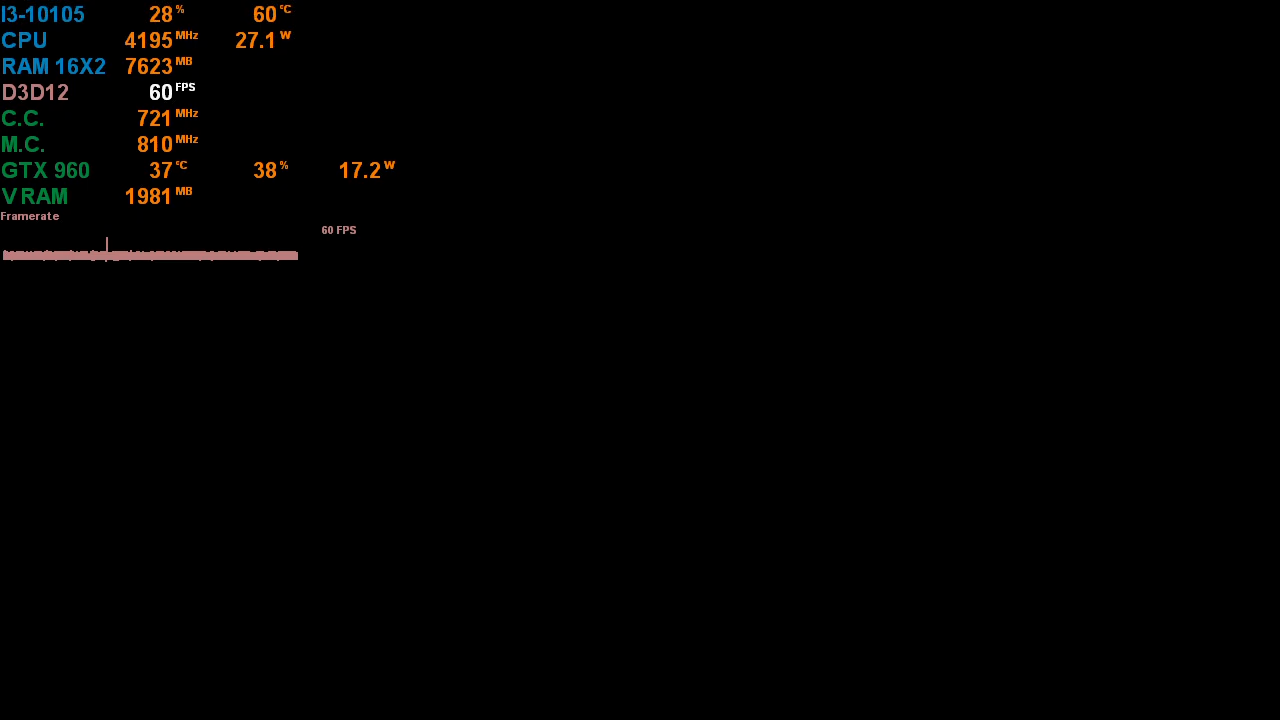 I3-10105 28 % 60 °C
CPU 4195 MHz 27.1 W
RAM 16X2 7623 MB
D3D12 60 FPS
C.C. 721 MHz
M.C. 810 MHz
GTX 960 37 °C 38 % 17.2 W
VRAM 1981 MB
Framerate
60 FPS